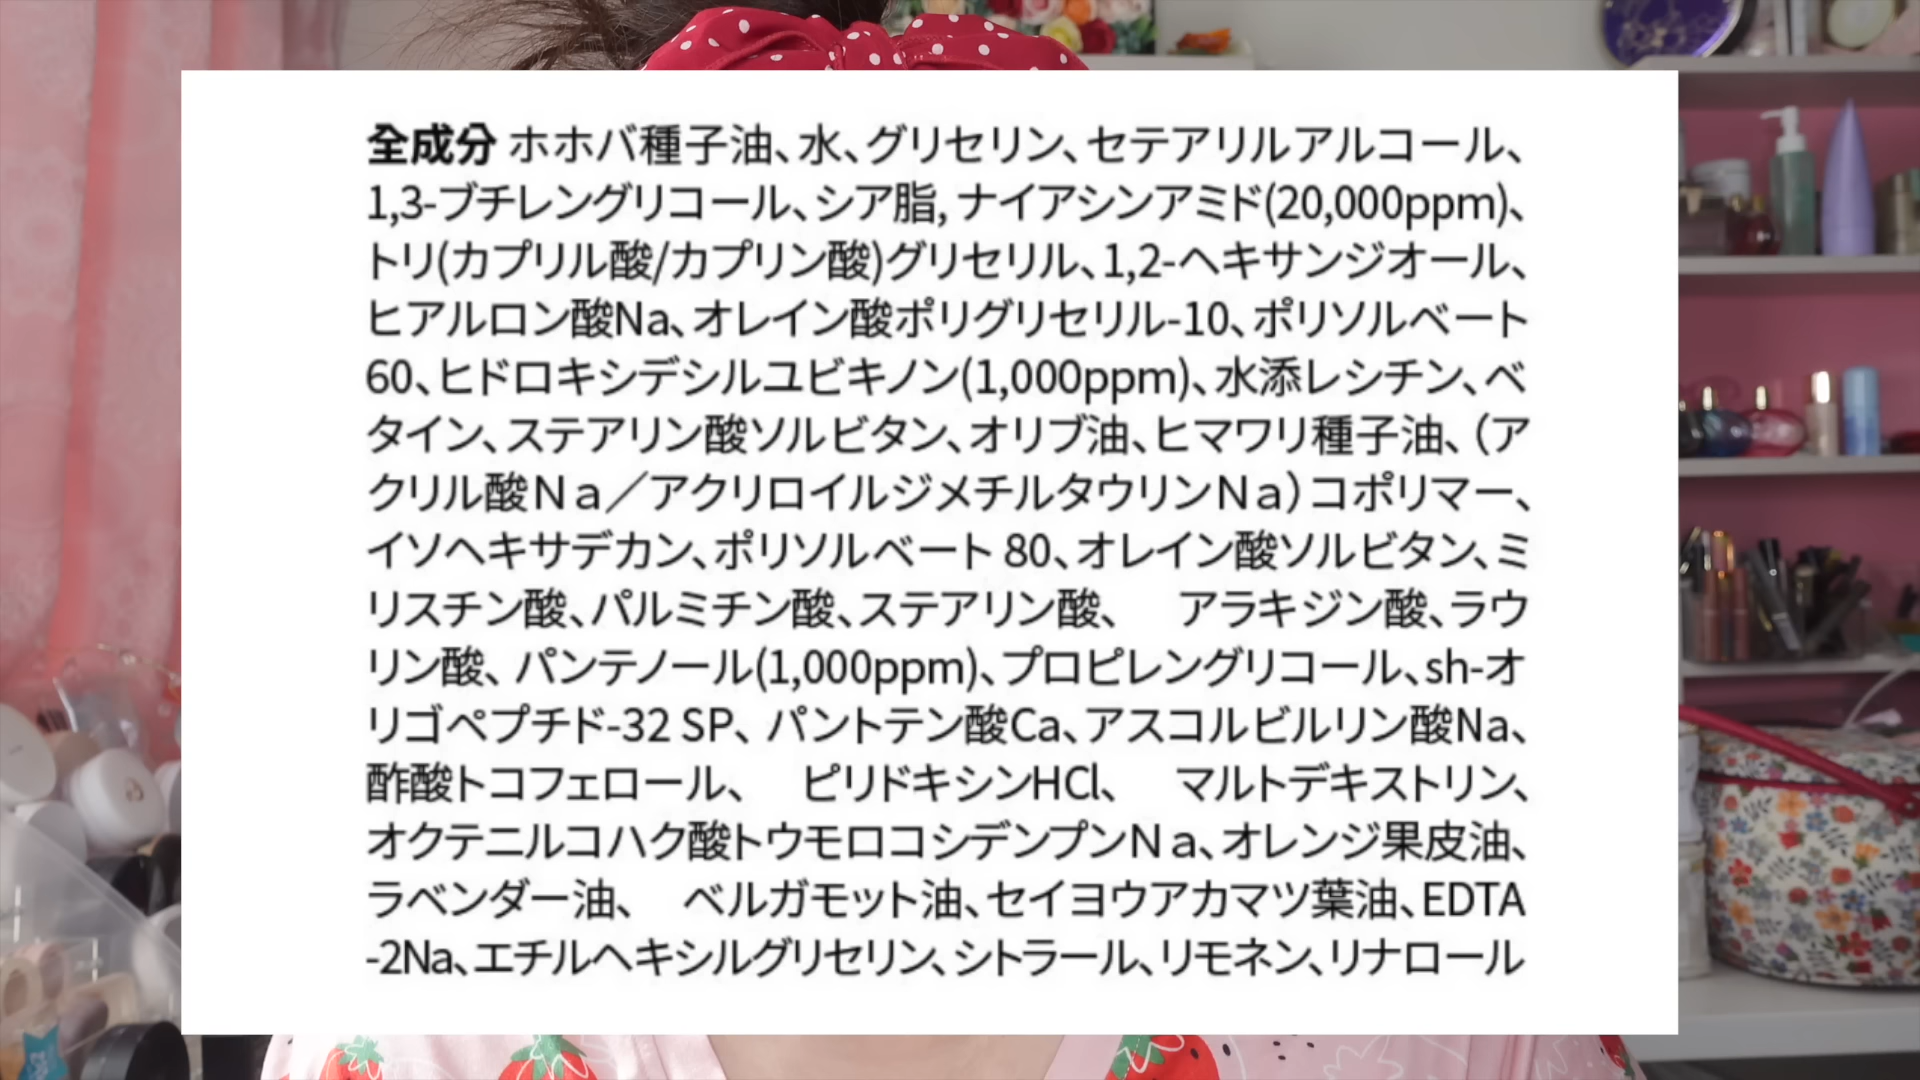 全成分 ホホバ種子油、水、グリセリン、セテアリルアルコール、
1,3-ブチレングリコール、シア脂, ナイアシンアミド(20,000ppm)、
トリ(カプリル酸/カプリン酸)グリセリル、1,2-ヘキサンジオール、
ヒアルロン酸Na、オレイン酸ポリグリセリル-10、ポリソルベート
60、ヒドロキシデシルユビキノン(1,000ppm)、水添レシチン、ベ
タイン、ステアリン酸ソルビタン、オリブ油、ヒマワリ種子油、（ア
クリル酸Ｎａ／アクリロイルジメチルタウリンＮａ）コポリマー、
イソヘキサデカン、ポリソルベート 80、オレイン酸ソルビタン、ミ
リスチン酸、パルミチン酸、ステアリン酸、　アラキジン酸、ラウ
リン酸、パンテノール(1,000ppm)、プロピレングリコール、sh-オ
リゴペプチド-32 SP、パントテン酸Ca、アスコルビルリン酸Na、
酢酸トコフェロール、　ピリドキシンHCl、　マルトデキストリン、
オクテニルコハク酸トウモロコシデンプンＮａ、オレンジ果皮油、
ラベンダー油、　ベルガモット油、セイヨウアカマツ葉油、EDTA
-2Na、エチルヘキシルグリセリン、シトラール、リモネン、リナロール